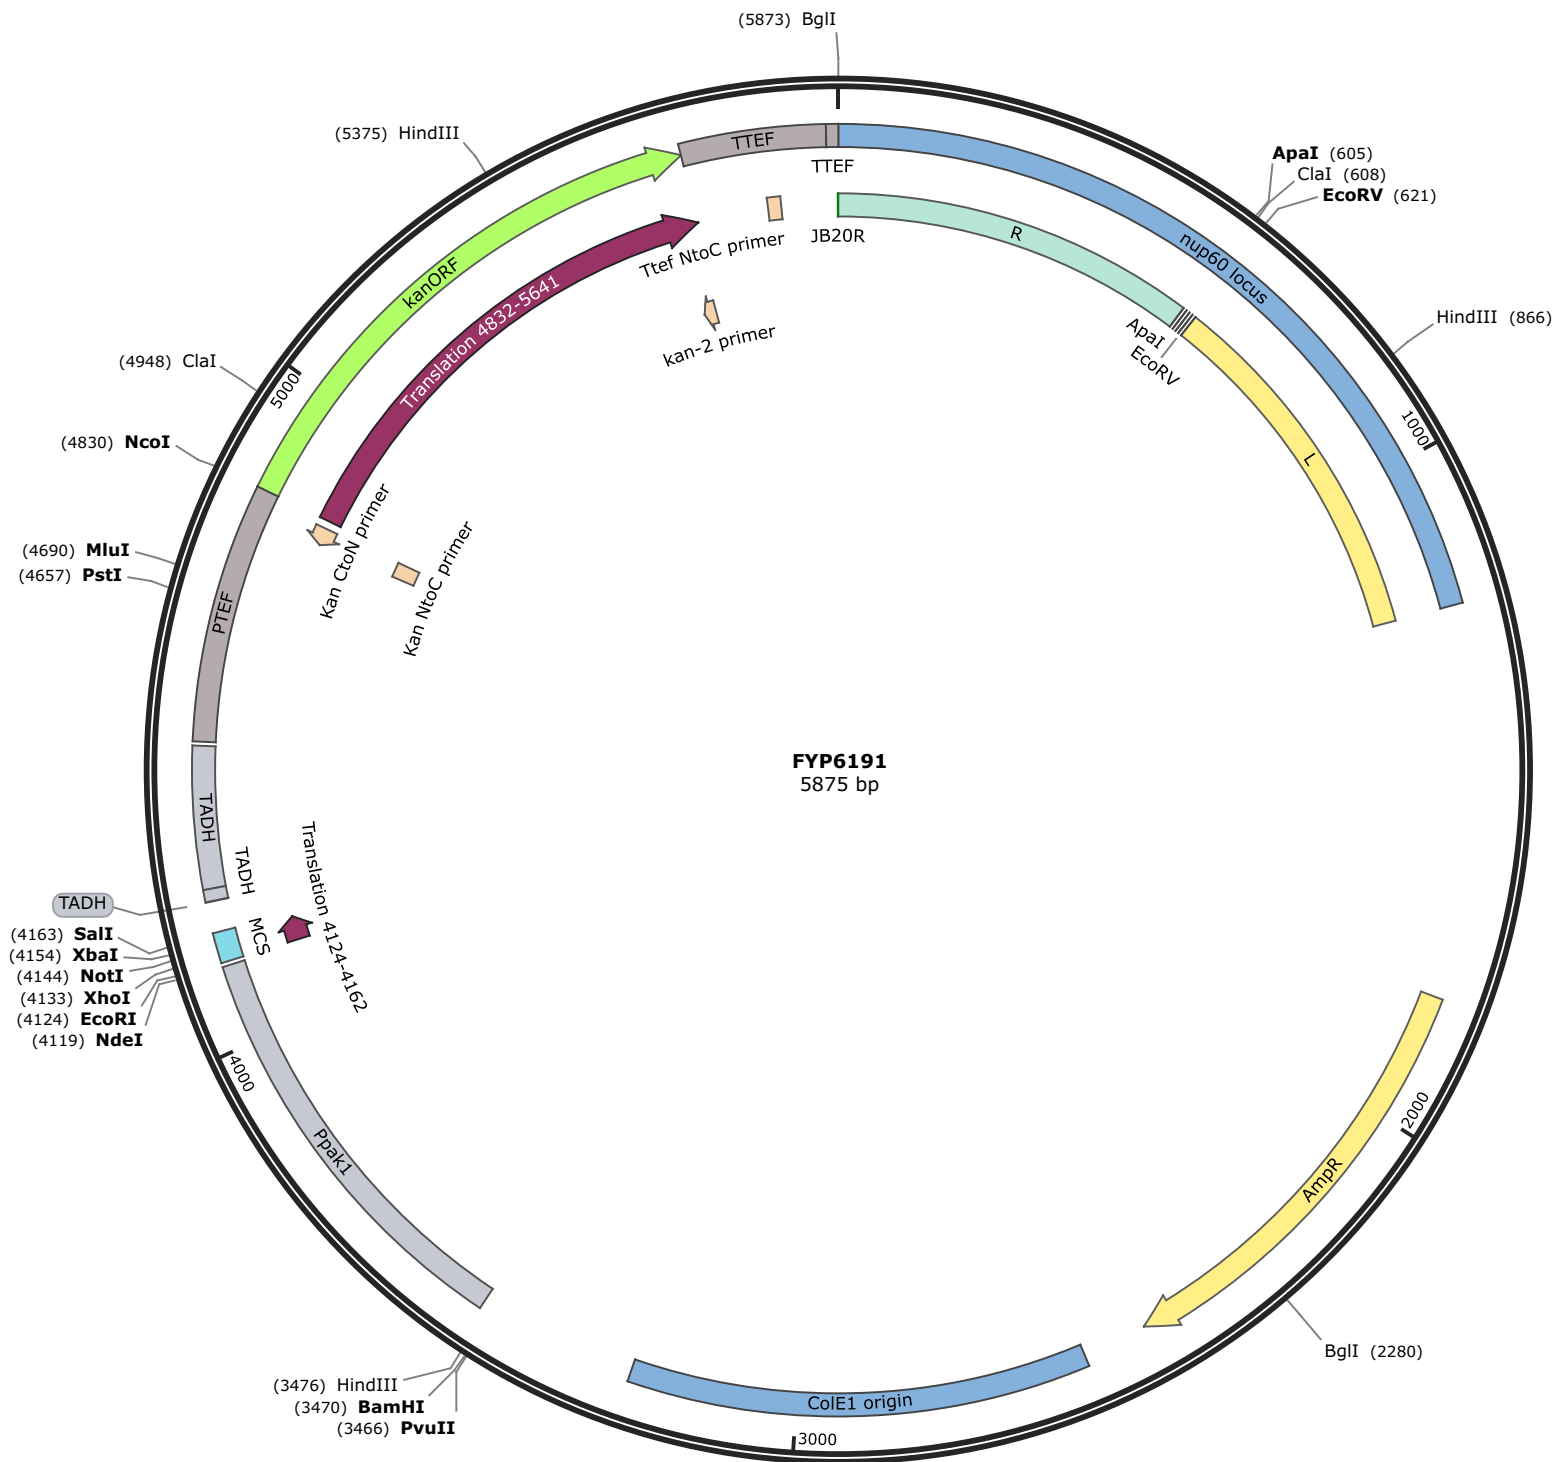 (5873) BglI
(5375) HindIII
TTEF
TTEF
ApaI (605)
ClaI (608)
EcoRV (621)
JB20R
R
nup60 locus
Ttef NtoC primer
kanORF
Translation 4832-5641
kan-2 primer
ApaI
EcoRV
HindIII (866)
(4948) ClaI
5000
1000
L
(4830) NcoI
Kan CtoN primer
Kan NtoC primer
(4690) MluI
(4657) PstI
PTEF
FYP6191
5875 bp
TADH
TADH
Translation 4124-4162
TADH
MCS
(4163) SalI
(4154) XbaI
(4144) NotI
(4133) XhoI
(4124) EcoRI
(4119) NdeI
4000
2000
Ppak1
AmpR
BglI (2280)
(3476) HindIII
(3470) BamHI
(3466) PvuII
ColE1 origin
3000